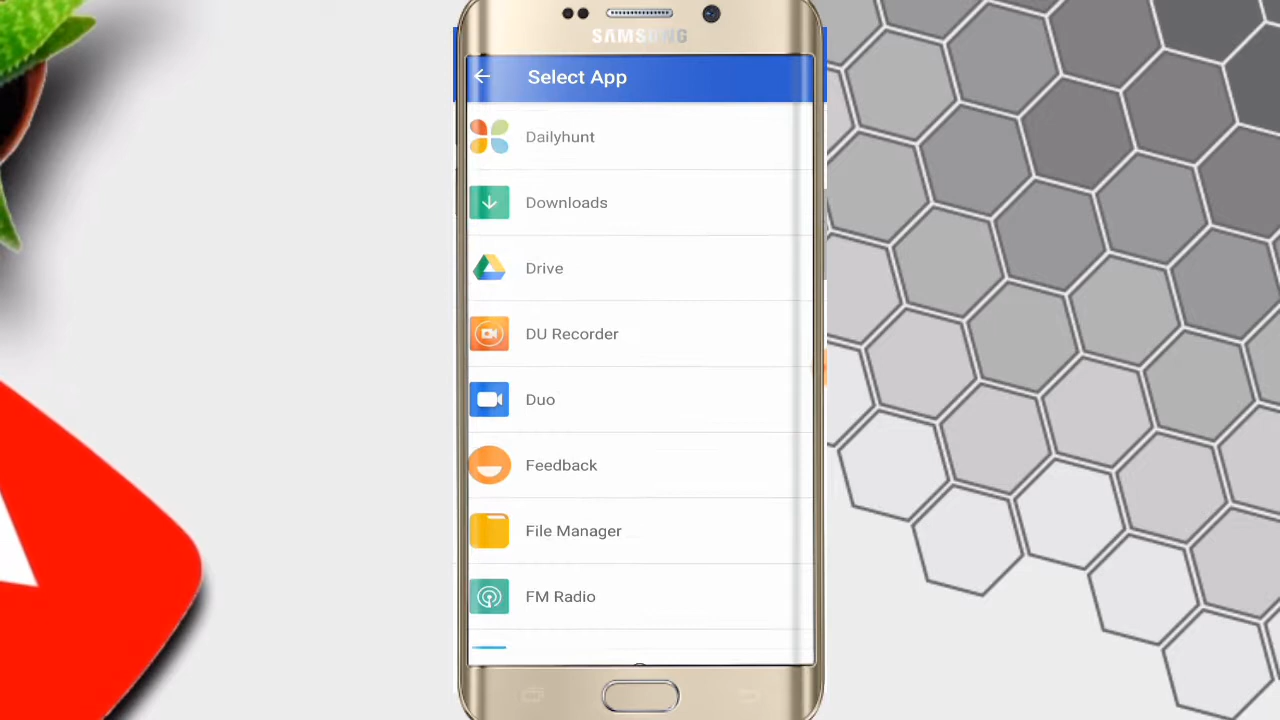 SAMSUNG
Select App
Dailyhunt
Downloads
Drive
DU Recorder
Duo
Feedback
File Manager
FM Radio